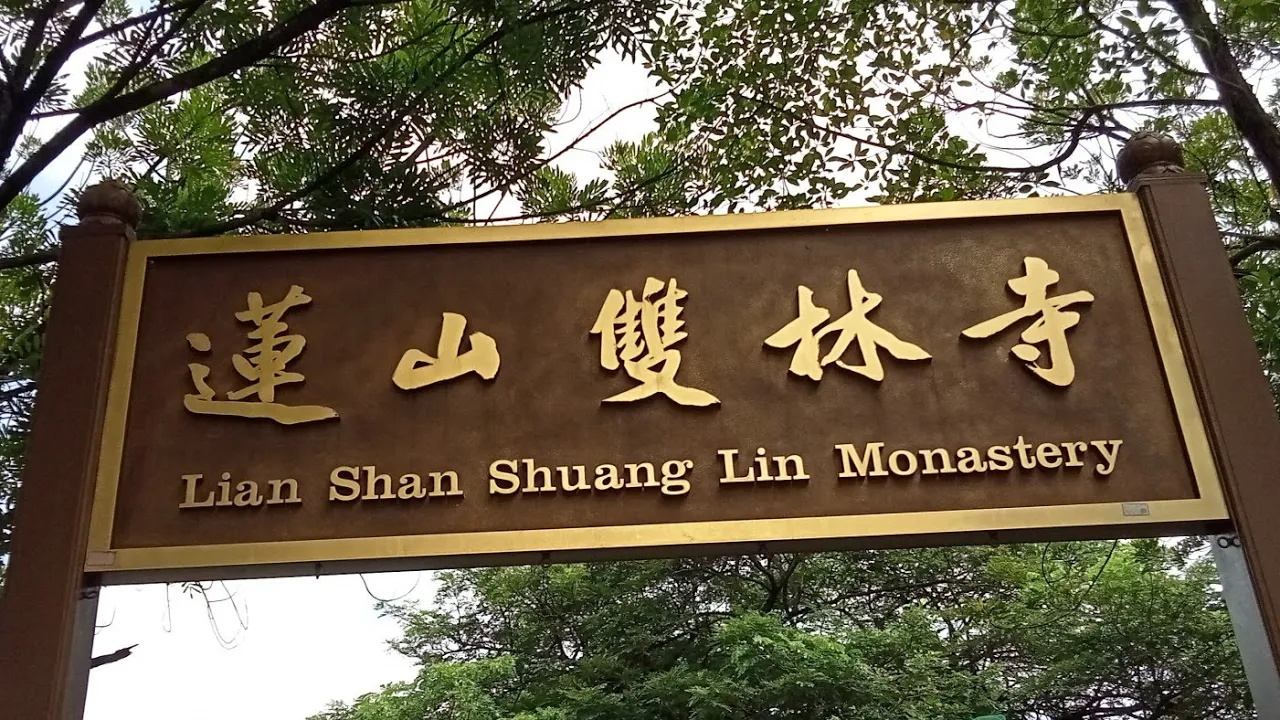 蓮山雙林寺
Lian Shan Shuang Lin Monastery